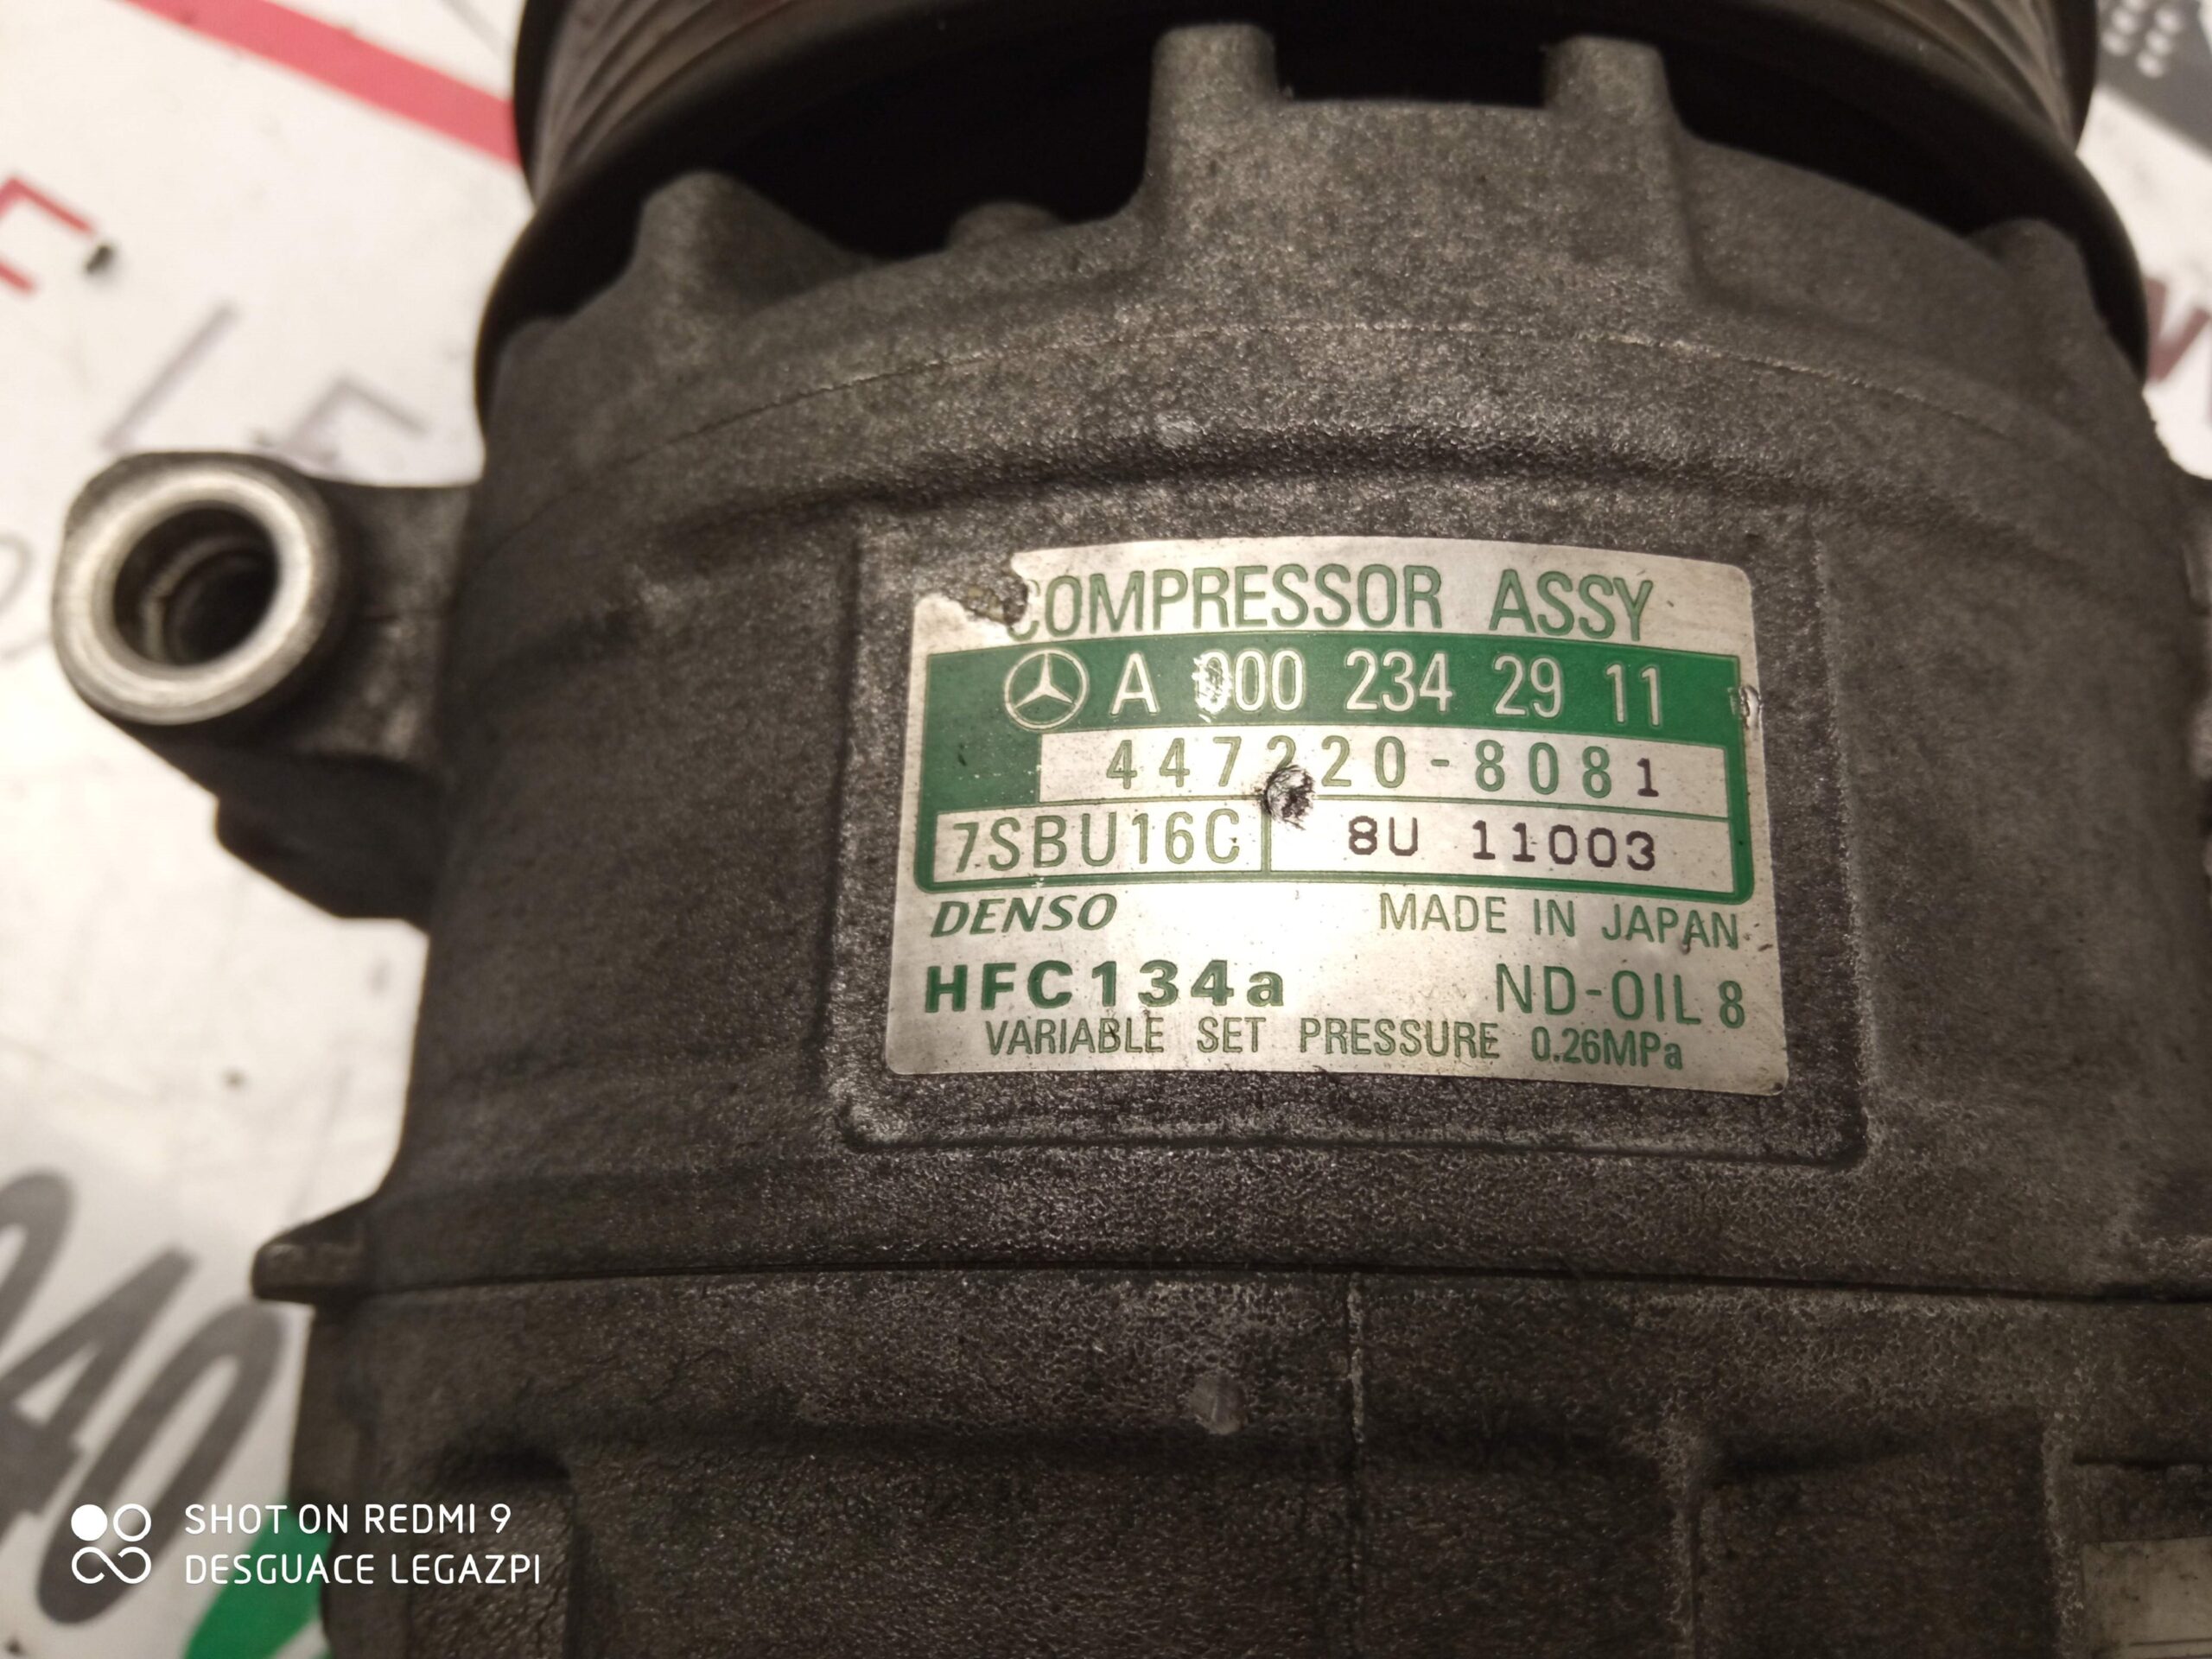 COMPRESSOR ASSY
A 000 234 29 11
447220-8081
7SBU16C 8U 11003
DENSO MADE IN JAPAN
HFC134a ND-OIL 8
VARIABLE SET PRESSURE 0.26MPa
040
SHOT ON REDMI 9
DESGUACE LEGAZPI